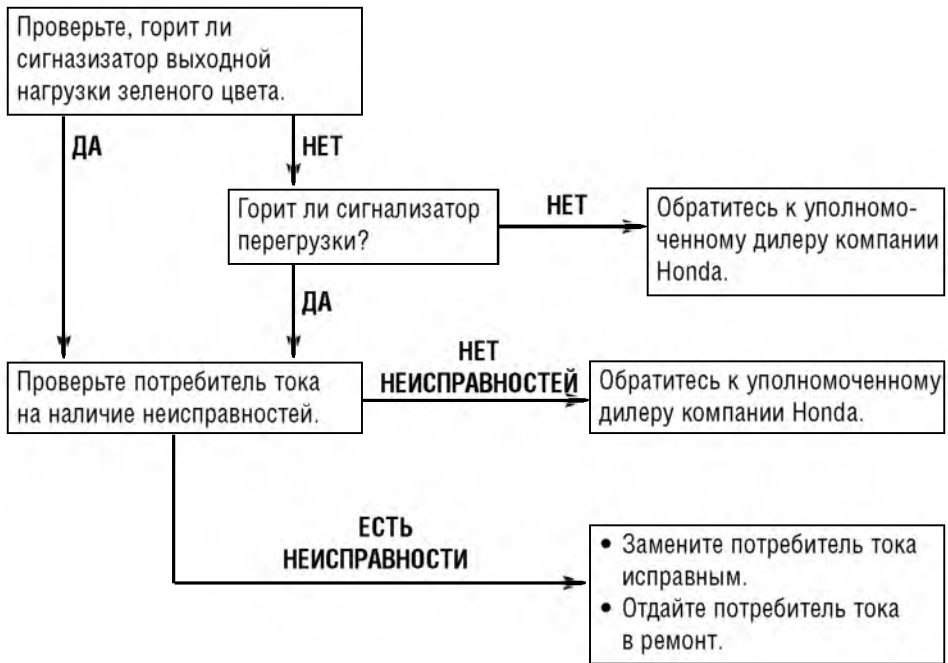 Проверьте, горит ли
сигназизатор выходной
нагрузки зеленого цвета.
ДА
НЕТ
Горит ли сигнализатор
перегрузки?
НЕТ
Обратитесь к уполномо-
ченному дилеру компании
Honda.
ДА
Проверьте потребитель тока
на наличие неисправностей.
НЕТ
НЕИСПРАВНОСТЕЙ
Обратитесь к уполномоченному
дилеру компании Honda.
ЕСТЬ
НЕИСПРАВНОСТИ
• Замените потребитель тока
исправным.
• Отдайте потребитель тока
в ремонт.